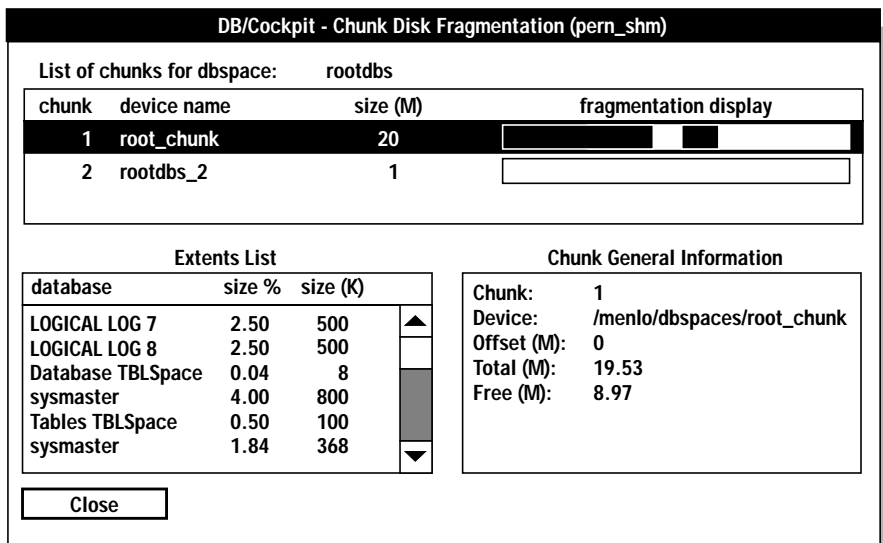 DB/Cockpit - Chunk Disk Fragmentation (pern_shm)
List of chunks for dbspace: rootdbs
chunk device name size (M) fragmentation display
1 root_chunk 20
2 rootdbs_2 1
Extents List
database size % size (K)
LOGICAL LOG 7 2.50 500
LOGICAL LOG 8 2.50 500
Database TBLSpace 0.04 8
sysmaster 4.00 800
Tables TBLSpace 0.50 100
sysmaster 1.84 368
Chunk General Information
Chunk: 1
Device: /menlo/dbspaces/root_chunk
Offset (M): 0
Total (M): 19.53
Free (M): 8.97
Close